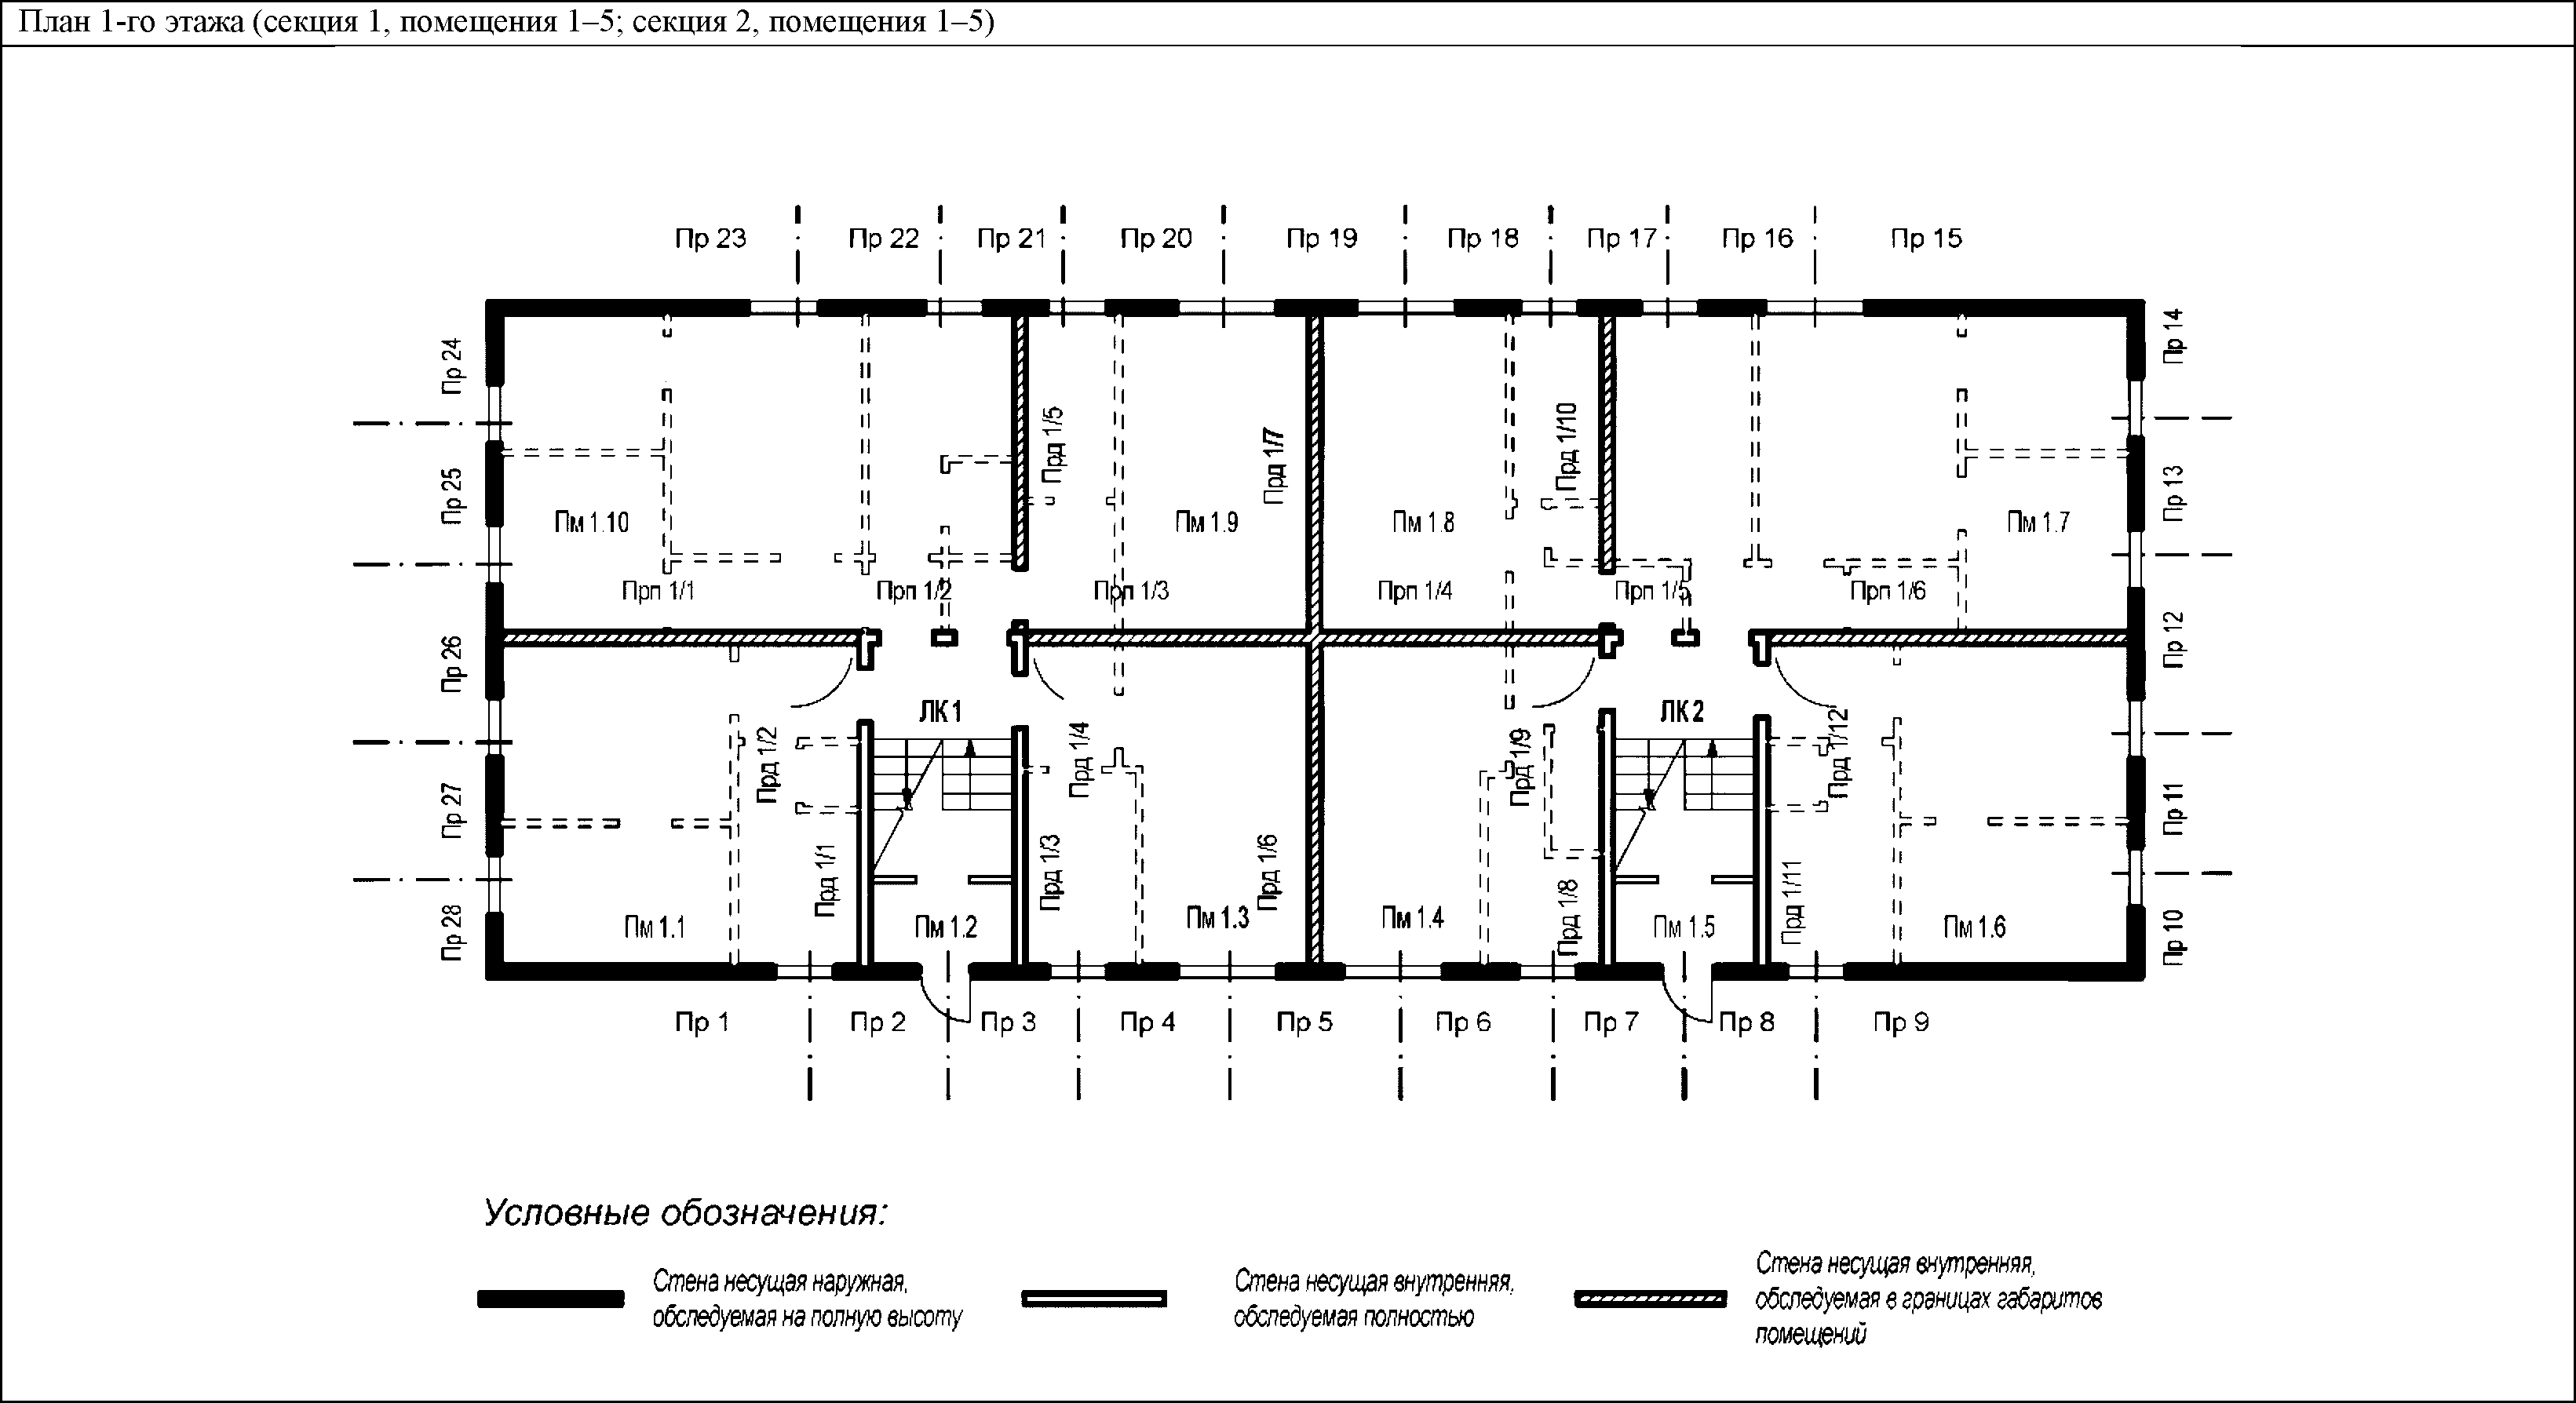 План 1-го этажа (секция 1, помещения 1–5; секция 2, помещения 1–5)
Пр 23 Пр 22 Пр 21 Пр 20 Пр 19 Пр 18 Пр 17 Пр 16 Пр 15
Пр 24
Пр 14
Прд 1/5
Прд 1/7
Прд 1/10
Пр 25
Пр 13
Пм 1.10 Пм 1.9 Пм 1.8 Пм 1.7
Прп 1/1 Прп 1/2 Прп 1/3 Прп 1/4 Прп 1/5 Прп 1/6
Пр 26
Пр 12
ЛК 1 ЛК 2
Прд 1/2
Прд 1/4
Прд 1/9
Прд 1/12
Пр 27
Пр 11
Прд 1/1
Прд 1/3
Прд 1/6
Прд 1/8
Прд 1/11
Пм 1.1 Пм 1.2 Пм 1.3 Пм 1.4 Пм 1.5 Пм 1.6
Пр 28
Пр 10
Пр 1 Пр 2 Пр 3 Пр 4 Пр 5 Пр 6 Пр 7 Пр 8 Пр 9
Условные обозначения:
Стена несущая наружная,
обследуемая на полную высоту
Стена несущая внутренняя,
обследуемая полностью
Стена несущая внутренняя,
обследуемая в границах габаритов
помещений